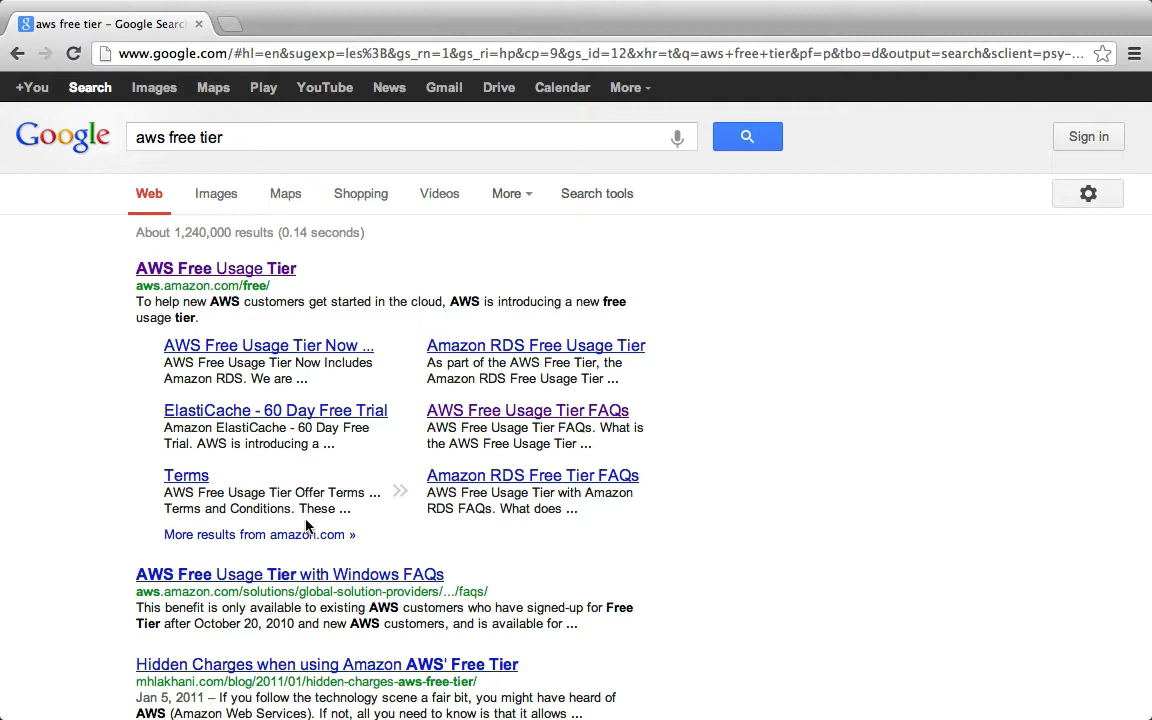 aws free tier – Google Searc
www.google.com/#hl=en&sugexp=les%3B&gs_rn=1&gs_ri=hp&cp=9&gs_id=12&xhr=t&q=aws+free+tier&pf=p&tbo=d&output=search&sclient=psy-...
+You Search Images Maps Play YouTube News Gmail Drive Calendar More
Google aws free tier Sign in
Web Images Maps Shopping Videos More Search tools
About 1,240,000 results (0.14 seconds)
AWS Free Usage Tier
aws.amazon.com/free/
To help new AWS customers get started in the cloud, AWS is introducing a new free
usage tier.
AWS Free Usage Tier Now ...
AWS Free Usage Tier Now Includes
Amazon RDS. We are ...
Amazon RDS Free Usage Tier
As part of the AWS Free Tier, the
Amazon RDS Free Usage Tier ...
ElastiCache - 60 Day Free Trial
Amazon ElastiCache - 60 Day Free
Trial. AWS is introducing a ...
AWS Free Usage Tier FAQs
AWS Free Usage Tier FAQs. What is
the AWS Free Usage Tier ...
Terms
AWS Free Usage Tier Offer Terms ...
Terms and Conditions. These ...
Amazon RDS Free Tier FAQs
AWS Free Usage Tier with Amazon
RDS FAQs. What does ...
More results from amazon.com »
AWS Free Usage Tier with Windows FAQs
aws.amazon.com/solutions/global-solution-providers/.../faqs/
This benefit is only available to existing AWS customers who have signed-up for Free
Tier after October 20, 2010 and new AWS customers, and is available for ...
Hidden Charges when using Amazon AWS' Free Tier
mhlakhani.com/blog/2011/01/hidden-charges-aws-free-tier/
Jan 5, 2011 – If you follow the technology scene a fair bit, you might have heard of
AWS (Amazon Web Services). If not, all you need to know is that it allows ...